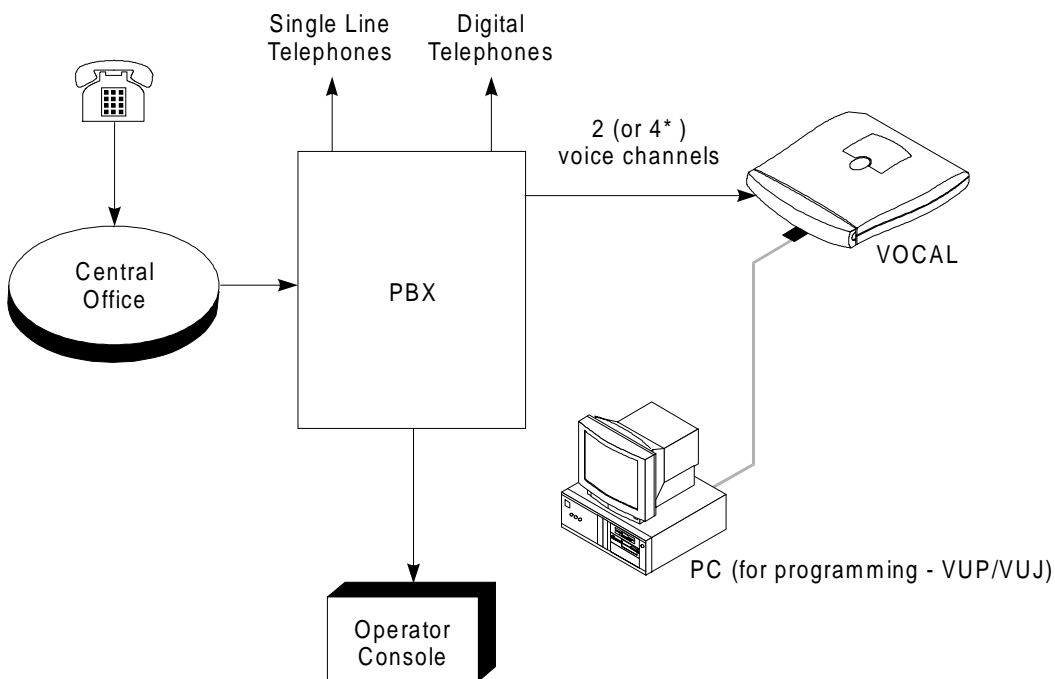 Single Line
Telephones
Digital
Telephones
2 (or 4*)
voice channels
VOCAL
Central
Office
PBX
PC (for programming - VUP/VUJ)
Operator
Console